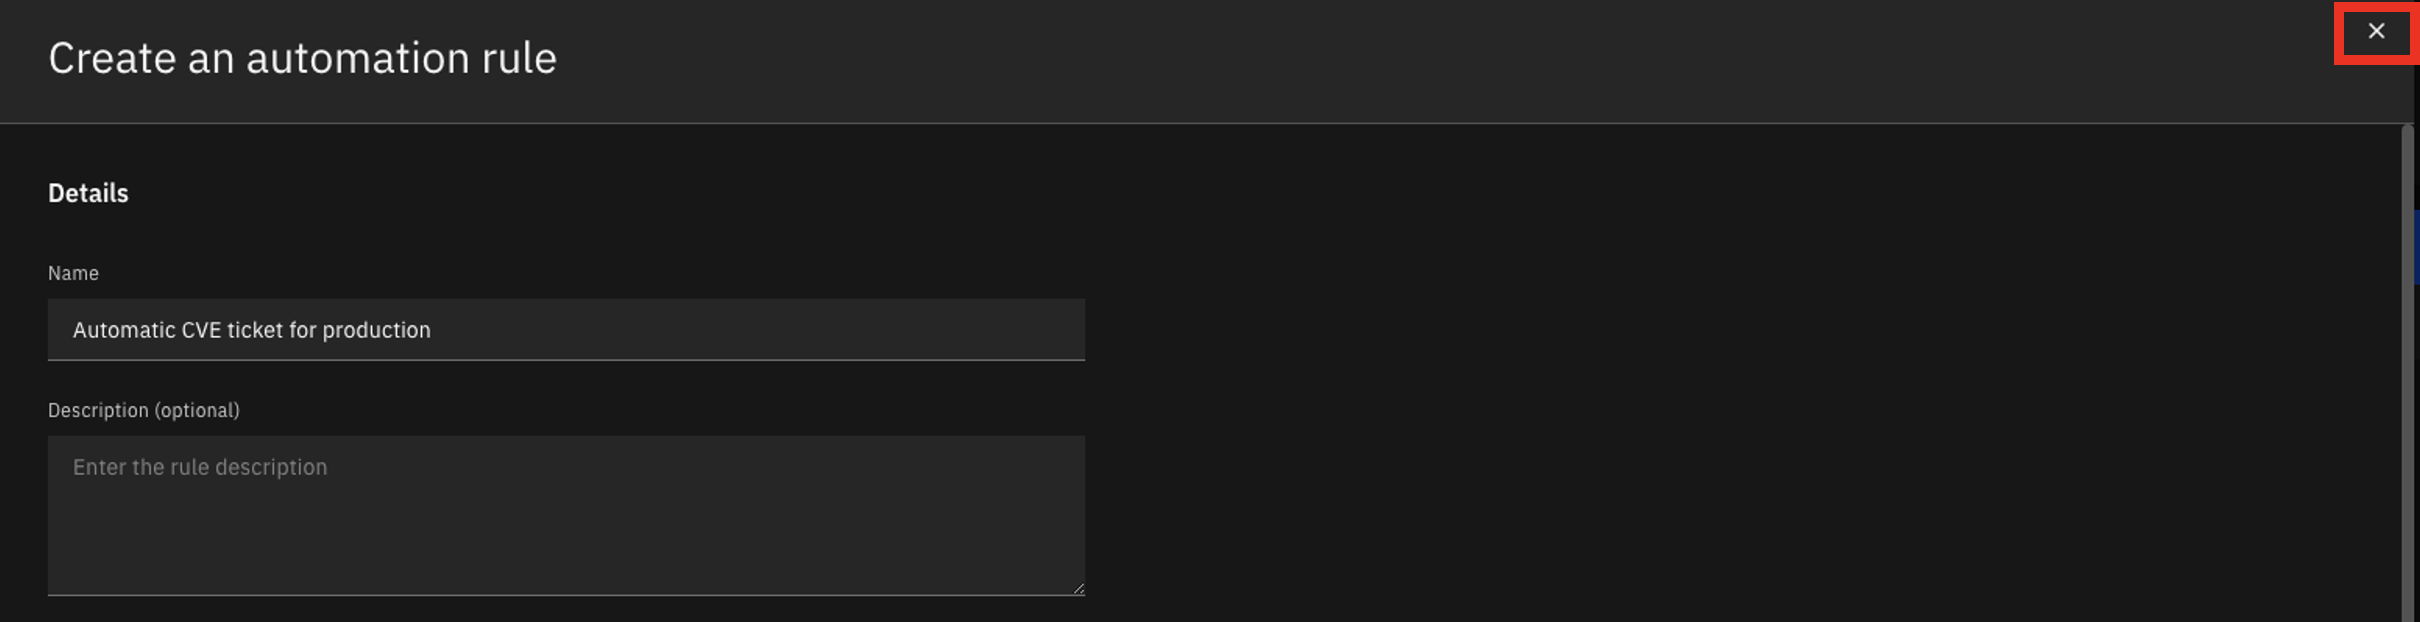 Create an automation rule
Details
Name
Automatic CVE ticket for production
Description (optional)
Enter the rule description